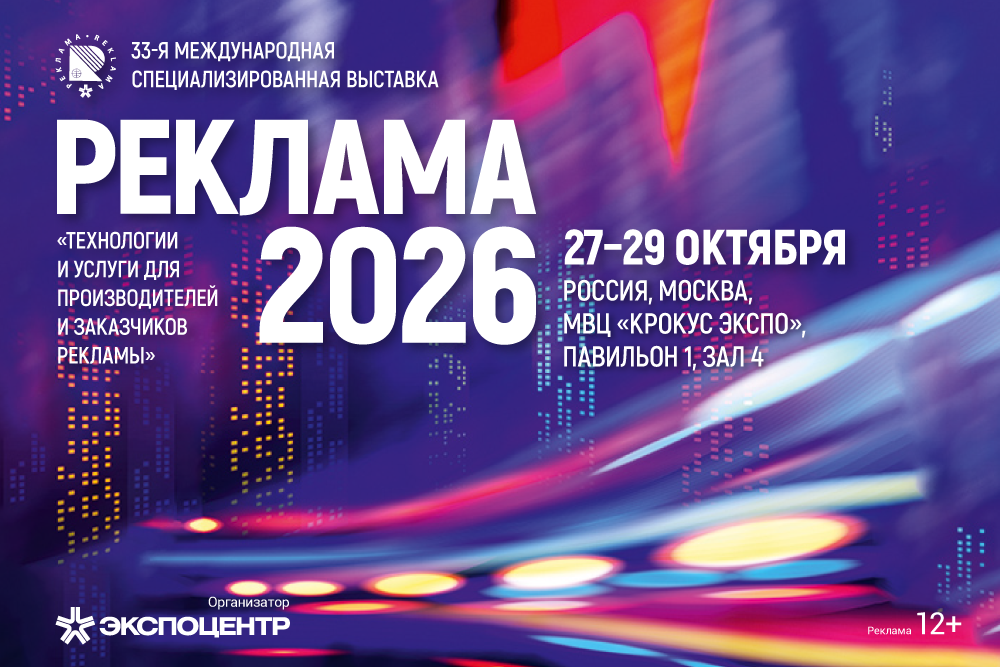 РЕКЛАМА • REKLAMA
33-Я МЕЖДУНАРОДНАЯ
СПЕЦИАЛИЗИРОВАННАЯ ВЫСТАВКА
РЕКЛАМА
2026
«ТЕХНОЛОГИИ
И УСЛУГИ ДЛЯ
ПРОИЗВОДИТЕЛЕЙ
И ЗАКАЗЧИКОВ
РЕКЛАМЫ»
27–29 ОКТЯБРЯ
РОССИЯ, МОСКВА,
МВЦ «КРОКУС ЭКСПО»,
ПАВИЛЬОН 1, ЗАЛ 4
Организатор
ЭКСПОЦЕНТР
Реклама 12+